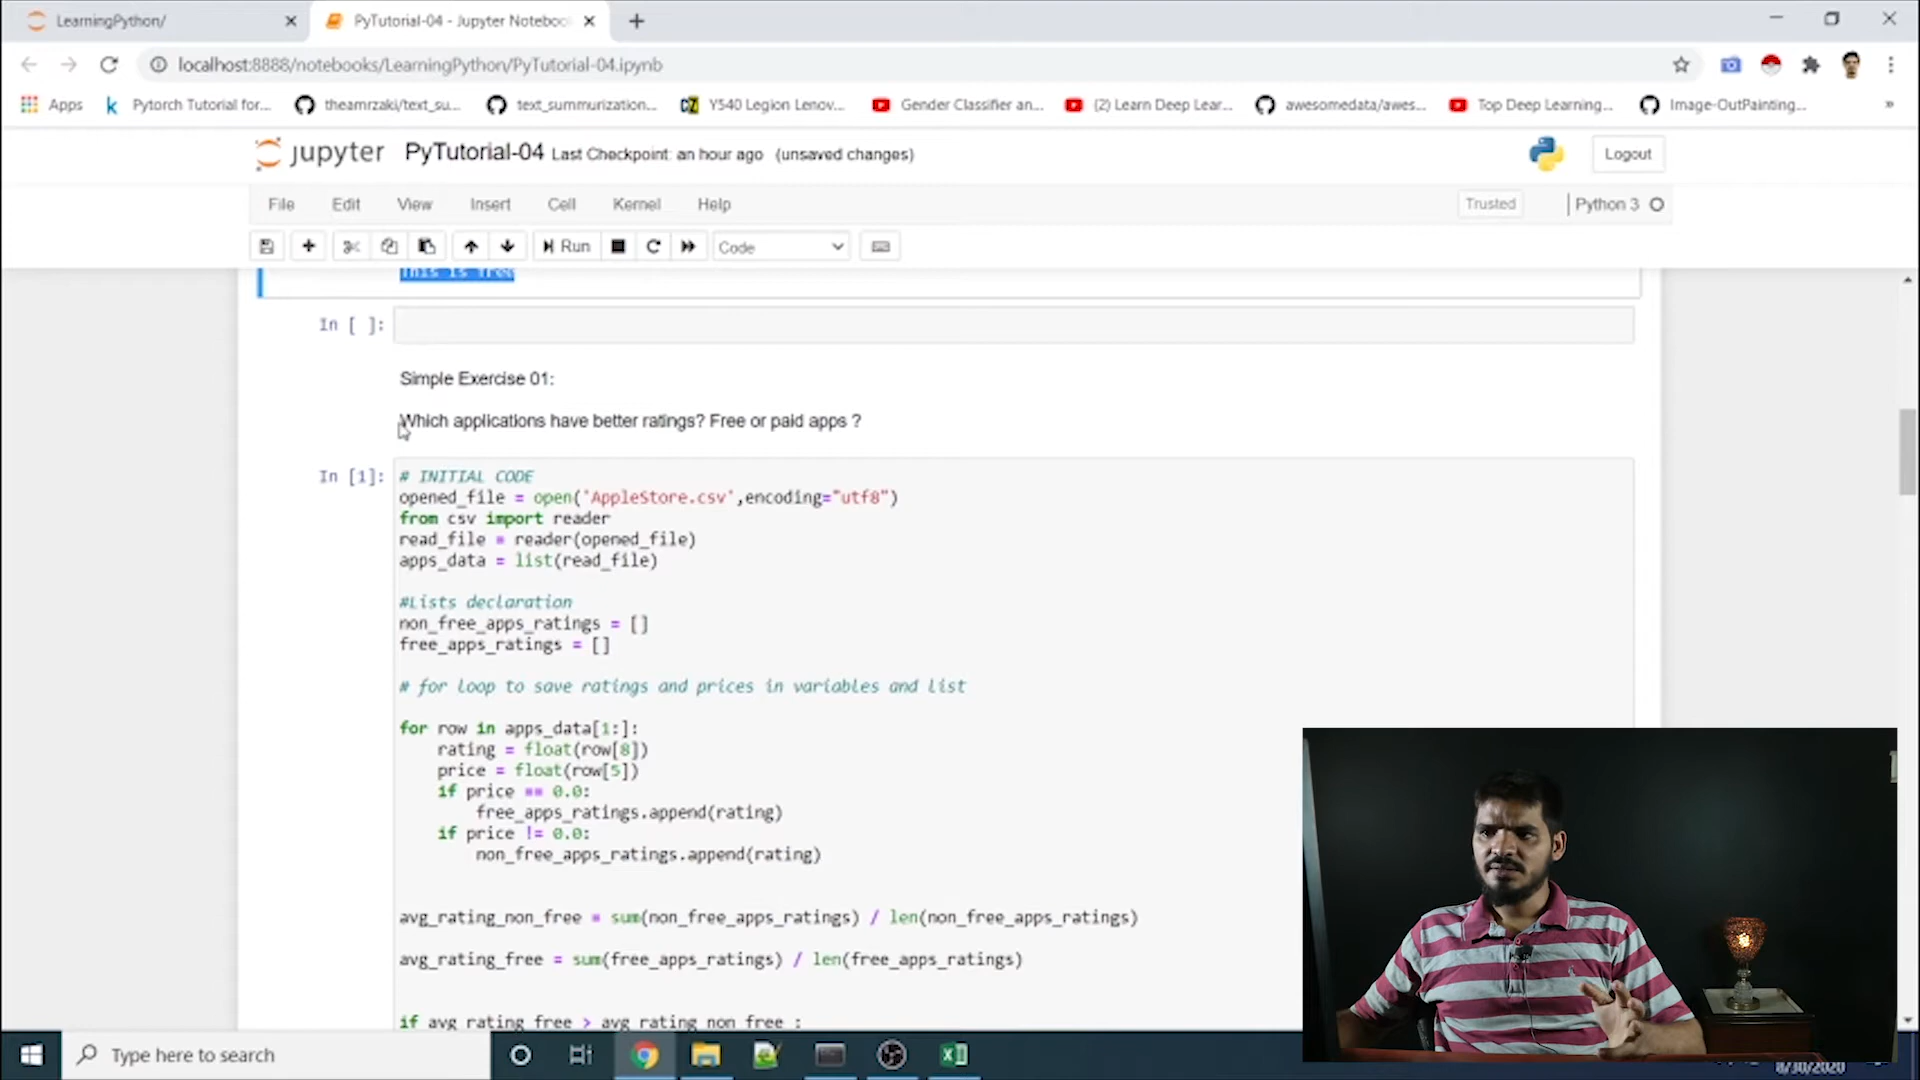 LearningPython/
PyTutorial-04 - Jupyter Noteboo
localhost:8888/notebooks/LearningPython/PyTutorial-04.ipynb
Apps
Pytorch Tutorial for...
theamrzaki/text_su...
text_summurization...
Y540 Legion Lenov...
Gender Classifier an...
(2) Learn Deep Lear...
awesomedata/awes...
Top Deep Learning...
Image-OutPainting...
»
jupyter PyTutorial-04 Last Checkpoint: an hour ago (unsaved changes)
Logout
File Edit View Insert Cell Kernel Help
Trusted
Python 3
Run
Code
This is free
In [ ]:
Simple Exercise 01:
Which applications have better ratings? Free or paid apps ?
In [1]:
# INITIAL CODE
opened_file = open('AppleStore.csv',encoding="utf8")
from csv import reader
read_file = reader(opened_file)
apps_data = list(read_file)
#Lists declaration
non_free_apps_ratings = []
free_apps_ratings = []
# for loop to save ratings and prices in variables and list
for row in apps_data[1:]:
rating = float(row[8])
price = float(row[5])
if price == 0.0:
free_apps_ratings.append(rating)
if price != 0.0:
non_free_apps_ratings.append(rating)
avg_rating_non_free = sum(non_free_apps_ratings) / len(non_free_apps_ratings)
avg_rating_free = sum(free_apps_ratings) / len(free_apps_ratings)
if avg_rating_free > avg_rating_non_free :
Type here to search
8/30/2020